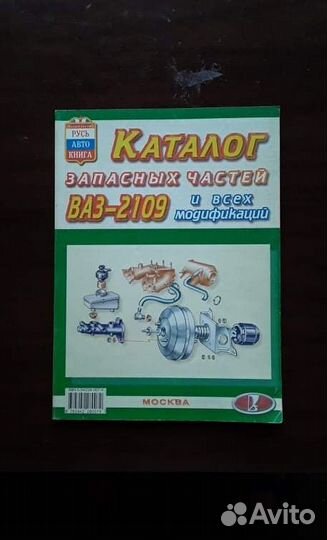 РУСЬ
АВТО
КНИГА
КАТАЛОГ
ЗАПАСНЫХ ЧАСТЕЙ
ВАЗ-2109
и всех
модификаций
МОСКВА
Avito